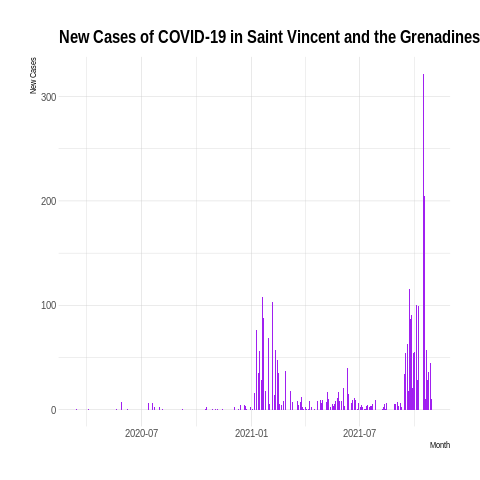 New Cases of COVID-19 in Saint Vincent and the Grenadines
New Cases
300
200
100
0
2020-07 2021-01 2021-07
Month